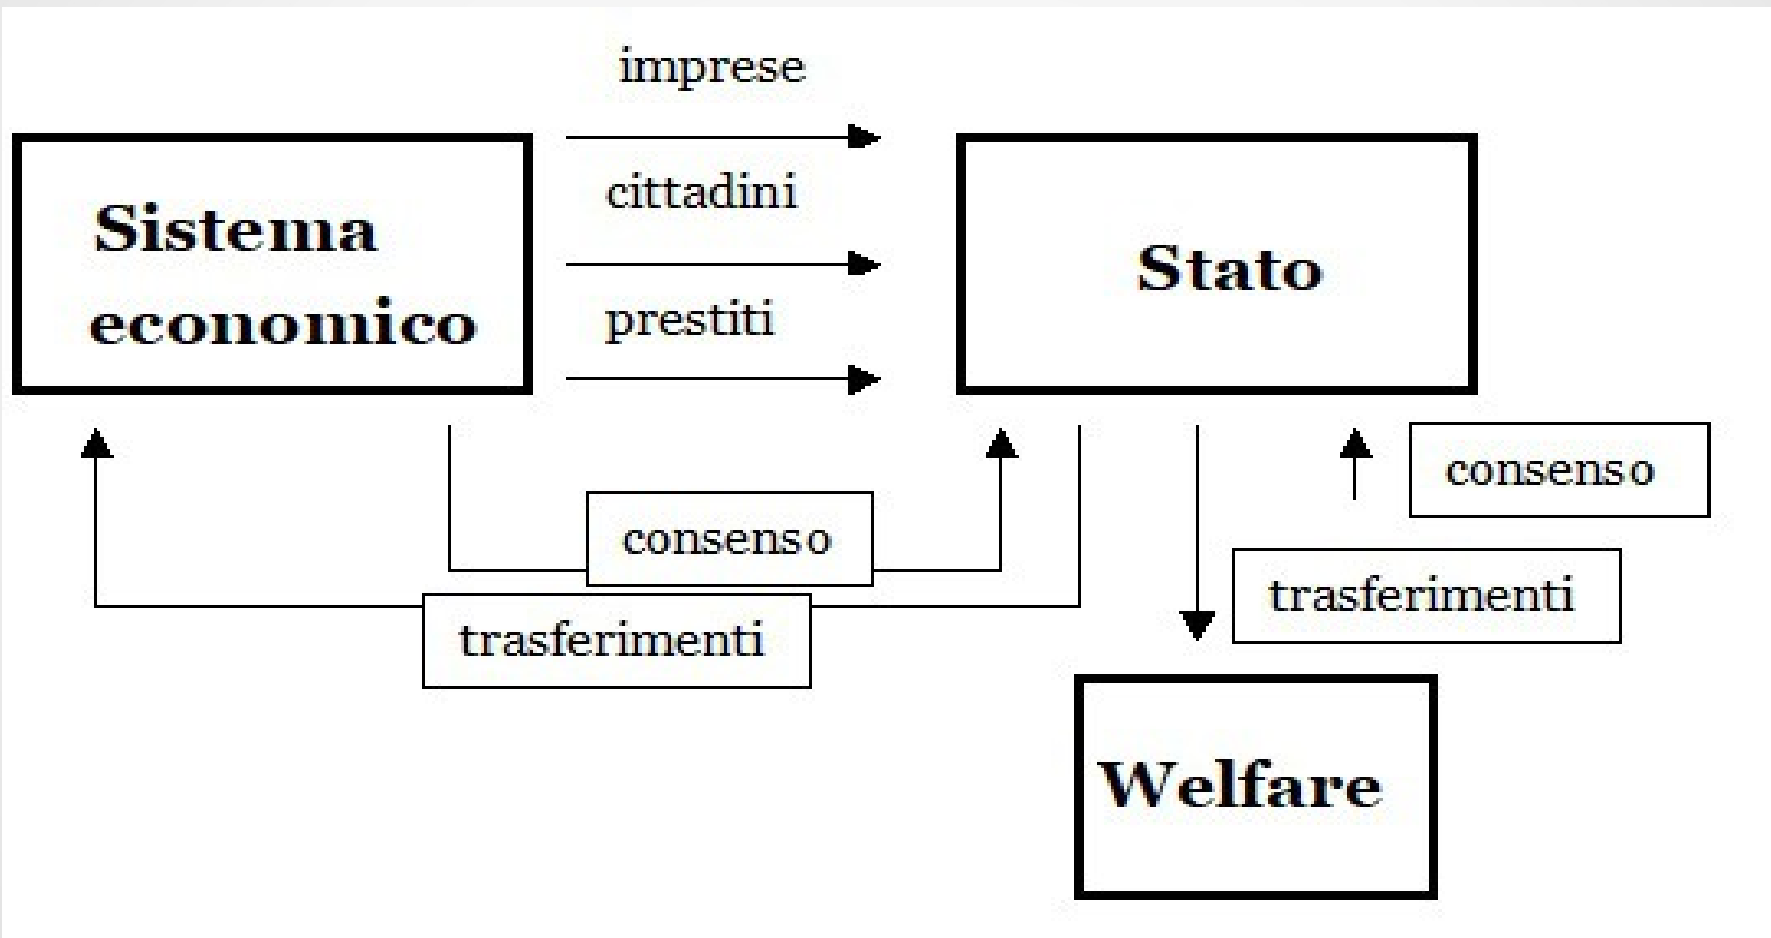 imprese
Sistema
economico
cittadini
prestiti
Stato
consenso
consenso
trasferimenti
trasferimenti
Welfare